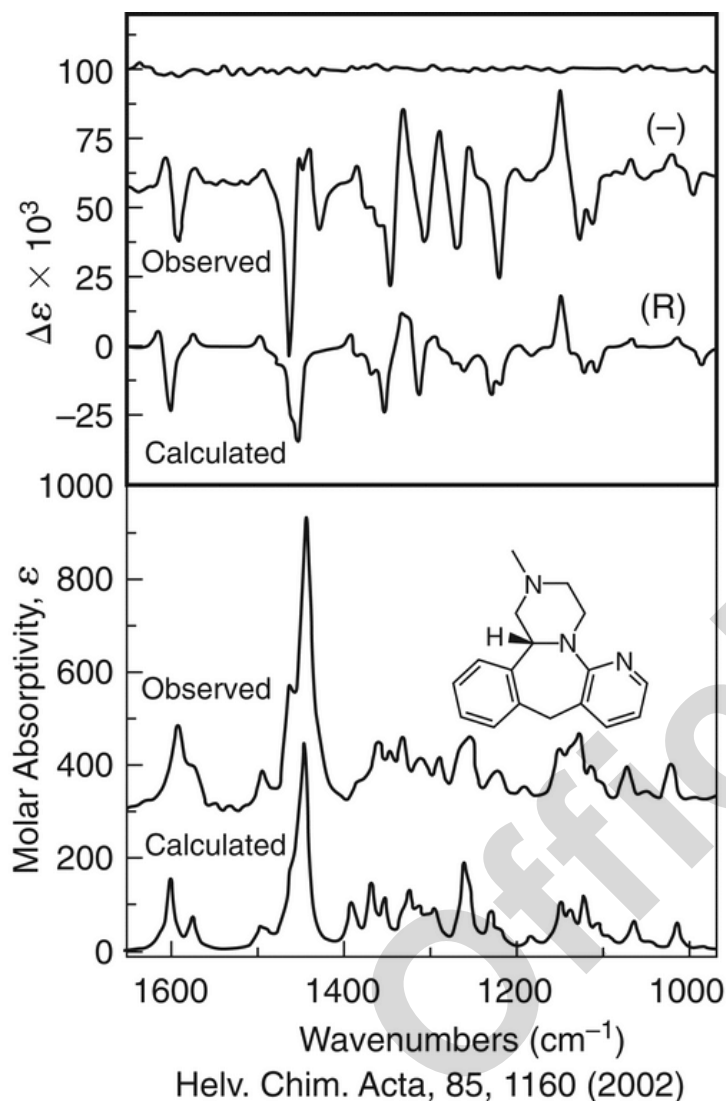 100
(−)
75
50
Observed
25
(R)
0
−25
Calculated
Δε × 10³
1000
800
N
H
N
N
600
Observed
400
Calculated
200
0
Molar Absorptivity, ε
1600
1400
1200
1000
Wavenumbers (cm⁻¹)
Helv. Chim. Acta, 85, 1160 (2002)
Offic